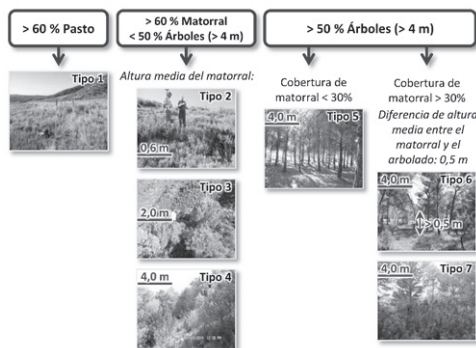 > 60 % Pasto
> 60 % Matorral
< 50 % Árboles (> 4 m)
> 50 % Árboles (> 4 m)
Tipo 1
Altura media del matorral:
Tipo 2
0,6 m
Tipo 3
2,0 m
Tipo 4
4,0 m
Cobertura de
matorral < 30%
Tipo 5
4,0 m
Cobertura de
matorral > 30%
Diferencia de altura
media entre el
matorral y el
arbolado: 0,5 m
Tipo 6
4,0 m
> 0,5 m
Tipo 7
4,0 m